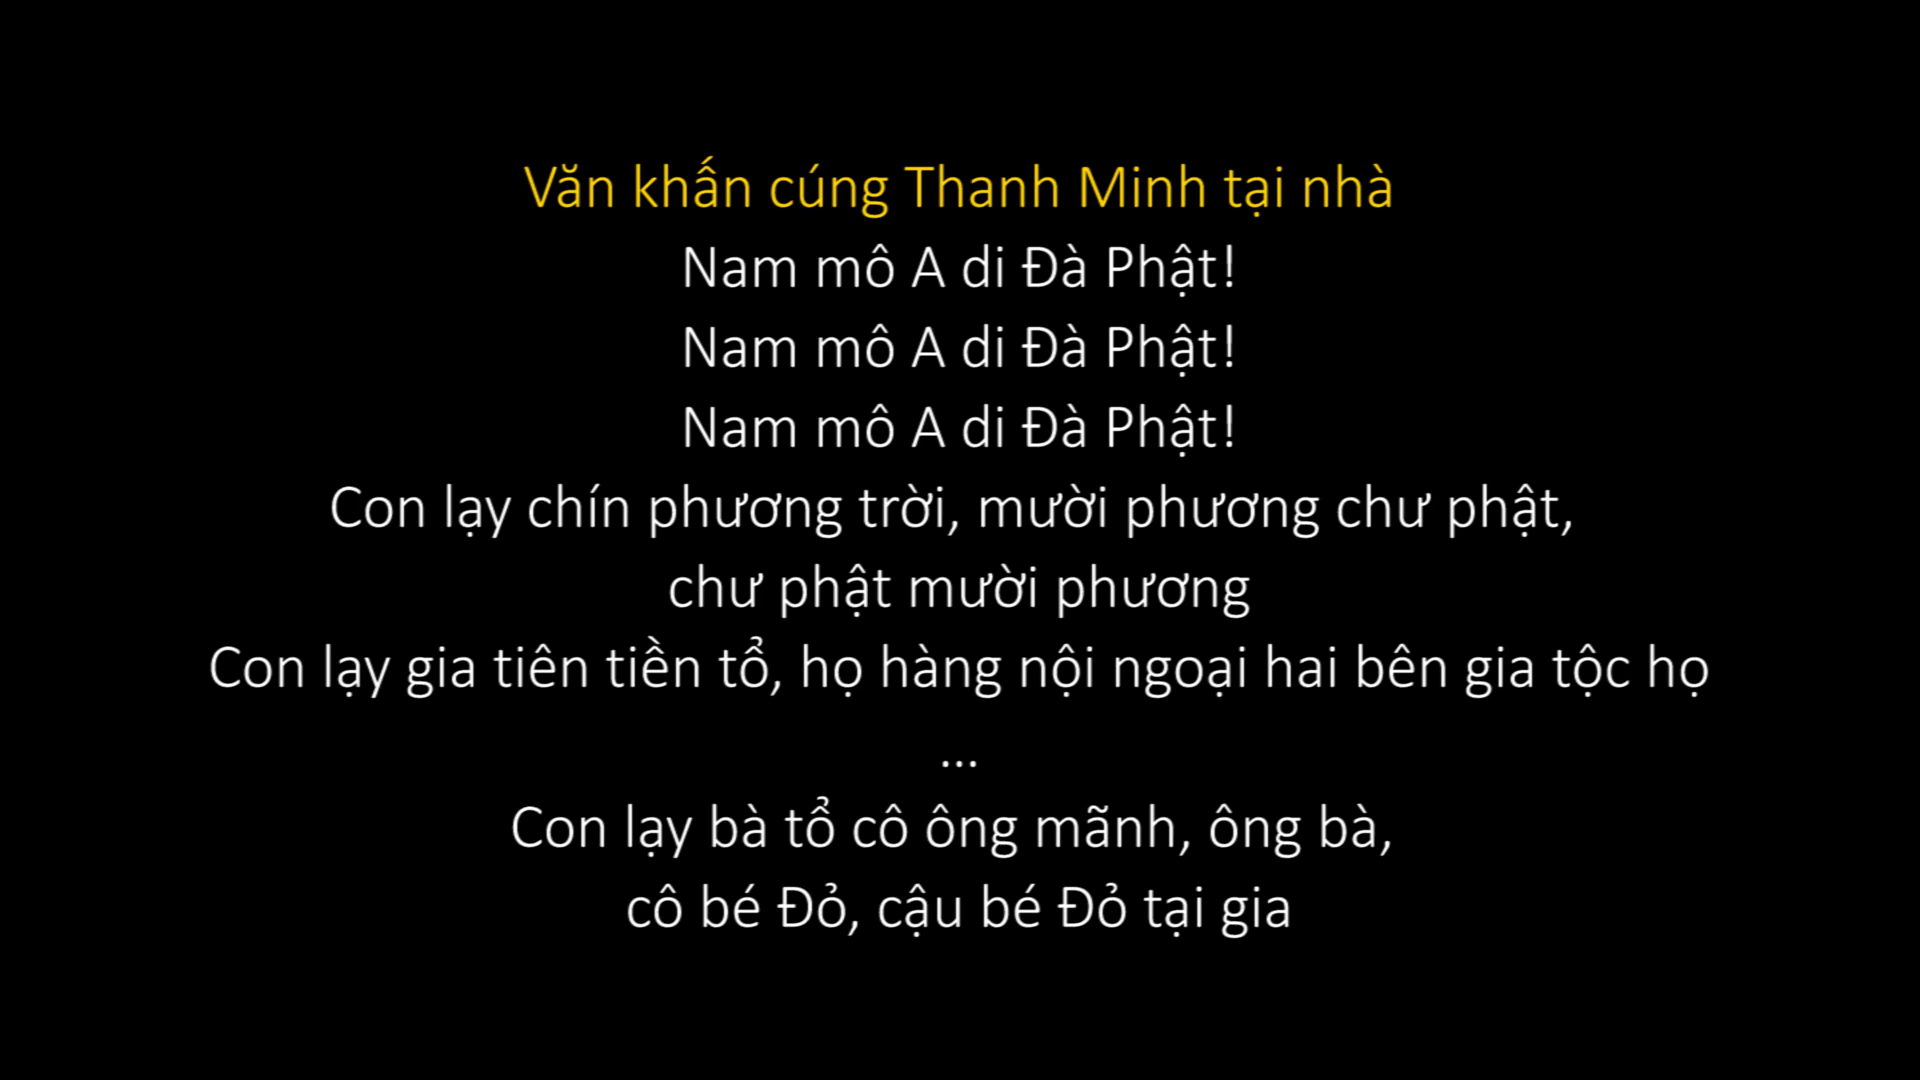 Văn khấn cúng Thanh Minh tại nhà
Nam mô A di Đà Phật!
Nam mô A di Đà Phật!
Nam mô A di Đà Phật!
Con lạy chín phương trời, mười phương chư phật,
chư phật mười phương
Con lạy gia tiên tiền tổ, họ hàng nội ngoại hai bên gia tộc họ
...
Con lạy bà tổ cô ông mãnh, ông bà,
cô bé Đỏ, cậu bé Đỏ tại gia